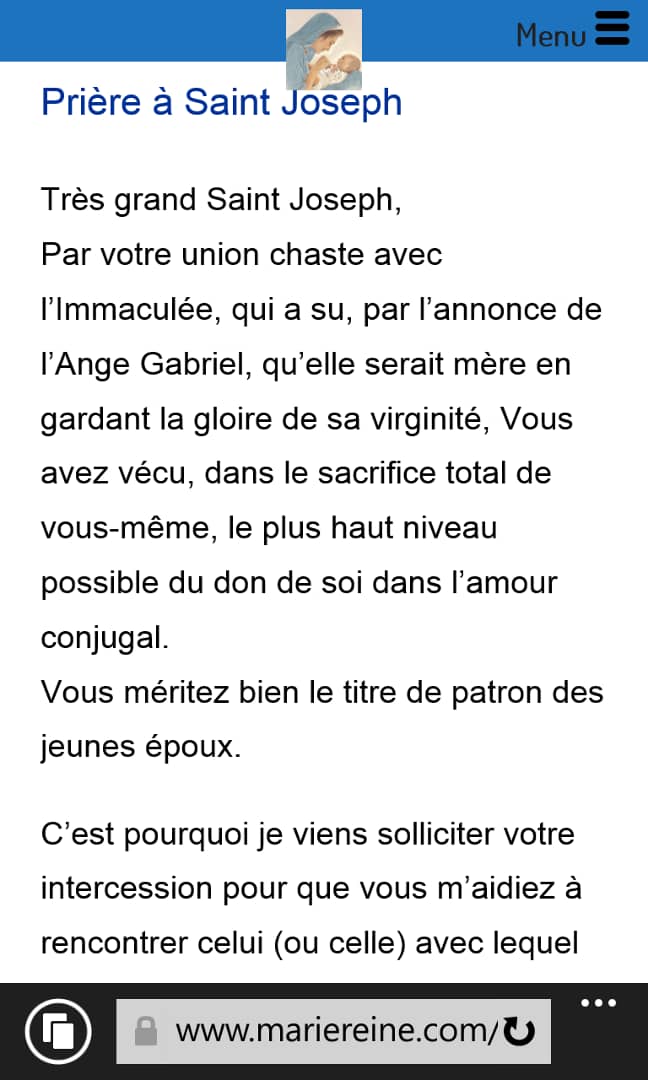 Menu
Prière à Saint Joseph
Très grand Saint Joseph,
Par votre union chaste avec
l’Immaculée, qui a su, par l’annonce de
l’Ange Gabriel, qu’elle serait mère en
gardant la gloire de sa virginité, Vous
avez vécu, dans le sacrifice total de
vous-même, le plus haut niveau
possible du don de soi dans l’amour
conjugal.
Vous méritez bien le titre de patron des
jeunes époux.
C’est pourquoi je viens solliciter votre
intercession pour que vous m’aidiez à
rencontrer celui (ou celle) avec lequel
www.mariereine.com/